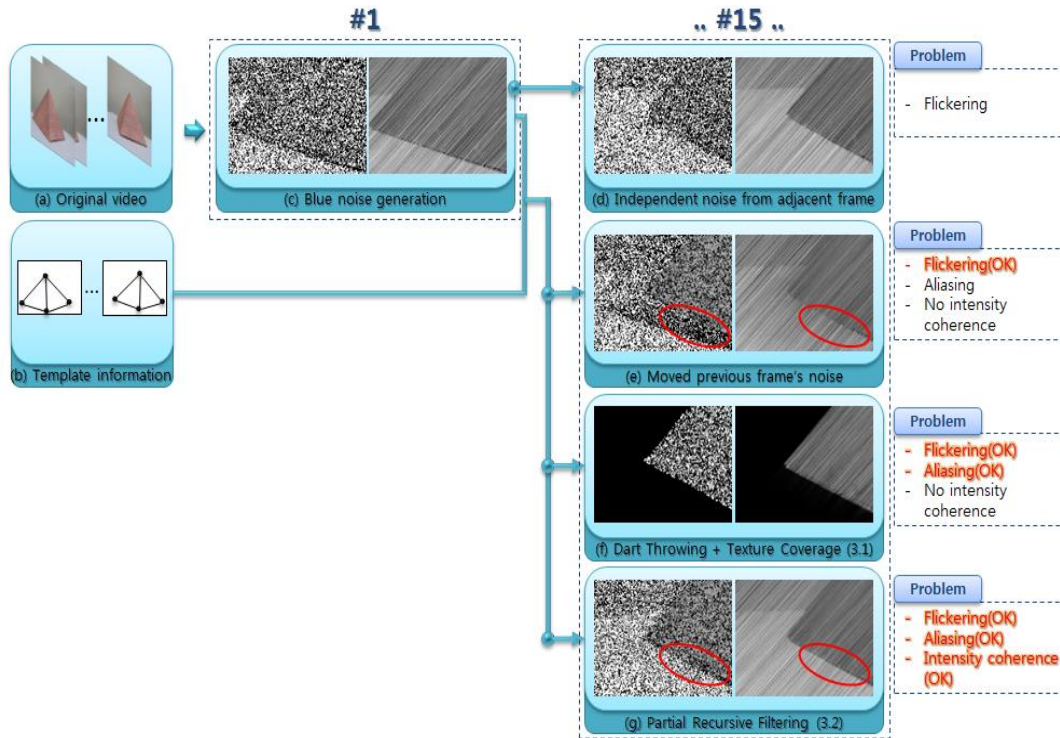 #1
.. #15 ..
...
(a) Original video
(c) Blue noise generation
(d) Independent noise from adjacent frame
Problem
- Flickering
...
(b) Template information
(e) Moved previous frame's noise
Problem
- Flickering(OK)
- Aliasing
- No intensity
coherence
(f) Dart Throwing + Texture Coverage (3.1)
Problem
- Flickering(OK)
- Aliasing(OK)
- No intensity
coherence
(g) Partial Recursive Filtering (3.2)
Problem
- Flickering(OK)
- Aliasing(OK)
- Intensity coherence
(OK)